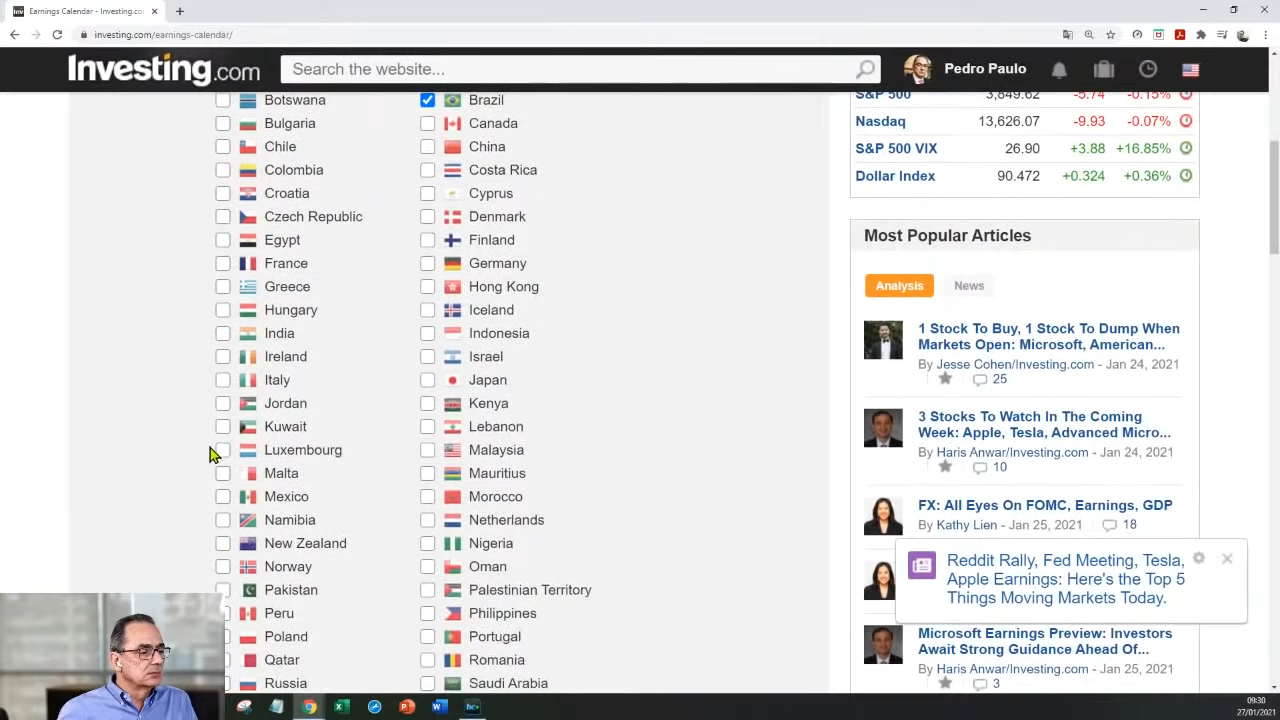 Earnings Calendar - Investing.co
investing.com/earnings-calendar/
Investing.com
Search the website...
Pedro Paulo
Botswana
Brazil
Bulgaria
Canada
Chile
China
Colombia
Costa Rica
Croatia
Cyprus
Czech Republic
Denmark
Egypt
Finland
France
Germany
Greece
Hong Kong
Hungary
Iceland
India
Indonesia
Ireland
Israel
Italy
Japan
Jordan
Kenya
Kuwait
Lebanon
Luxembourg
Malaysia
Malta
Mauritius
Mexico
Morocco
Namibia
Netherlands
New Zealand
Nigeria
Norway
Oman
Pakistan
Palestinian Territory
Peru
Philippines
Poland
Portugal
Qatar
Romania
Russia
Saudi Arabia
S&P 500 3,849.62 -5.74 -0.15%
Nasdaq 13,626.07 -9.93 -0.07%
S&P 500 VIX 26.90 +3.88 +16.85%
Dollar Index 90.472 +0.324 +0.36%
Most Popular Articles
Analysis News
1 Stock To Buy, 1 Stock To Dump When
Markets Open: Microsoft, American...
By Jesse Cohen/Investing.com - Jan 24, 2021
25
3 Stocks To Watch In The Coming
Week: Apple, Tesla, Advanced Micro...
By Haris Anwar/Investing.com - Jan 24, 2021
10
FX: All Eyes On FOMC, Earnings, GDP
By Kathy Lien - Jan 25, 2021 18
Reddit Rally, Fed Meeting, Tesla,
Apple Earnings: Here's the Top 5
Things Moving Markets Today.
Microsoft Earnings Preview: Investors
Await Strong Guidance Ahead Of...
By Haris Anwar/Investing.com - Jan 25, 2021
3
09:30
27/01/2021